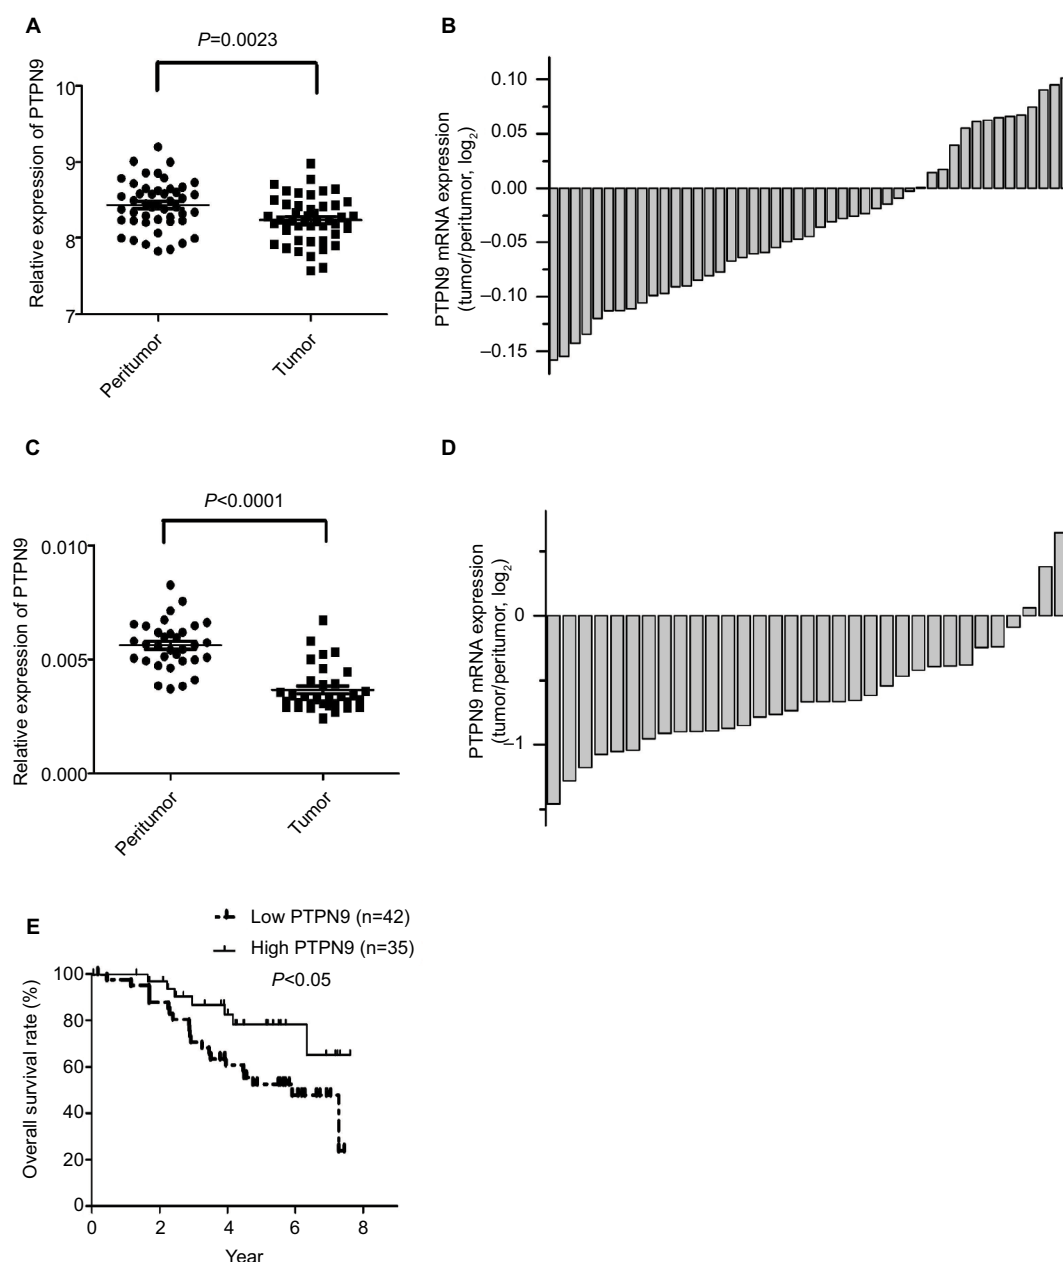 A
P=0.0023
Relative expression of PTPN9
10
9
8
7
Peritumor
Tumor
B
PTPN9 mRNA expression
(tumor/peritumor, log2)
0.10
0.05
0.00
–0.05
–0.10
–0.15
C
P<0.0001
Relative expression of PTPN9
0.010
0.005
0.000
Peritumor
Tumor
D
PTPN9 mRNA expression
(tumor/peritumor, log2)
0
–1
E
Low PTPN9 (n=42)
High PTPN9 (n=35)
P<0.05
Overall survival rate (%)
100
80
60
40
20
0
0 2 4 6 8
Year